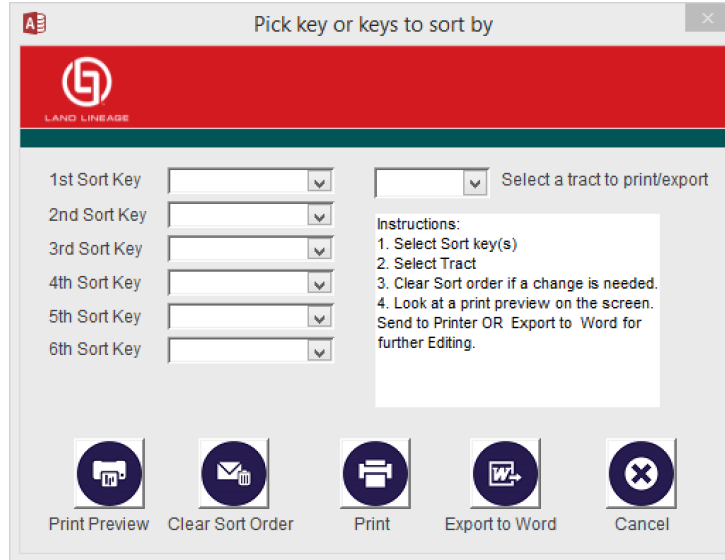 Pick key or keys to sort by
LAND LINEAGE
1st Sort Key
Select a tract to print/export
2nd Sort Key
3rd Sort Key
4th Sort Key
5th Sort Key
6th Sort Key
Instructions:
1. Select Sort key(s)
2. Select Tract
3. Clear Sort order if a change is needed.
4. Look at a print preview on the screen.
Send to Printer OR Export to Word for
further Editing.
Print Preview
Clear Sort Order
Print
Export to Word
Cancel